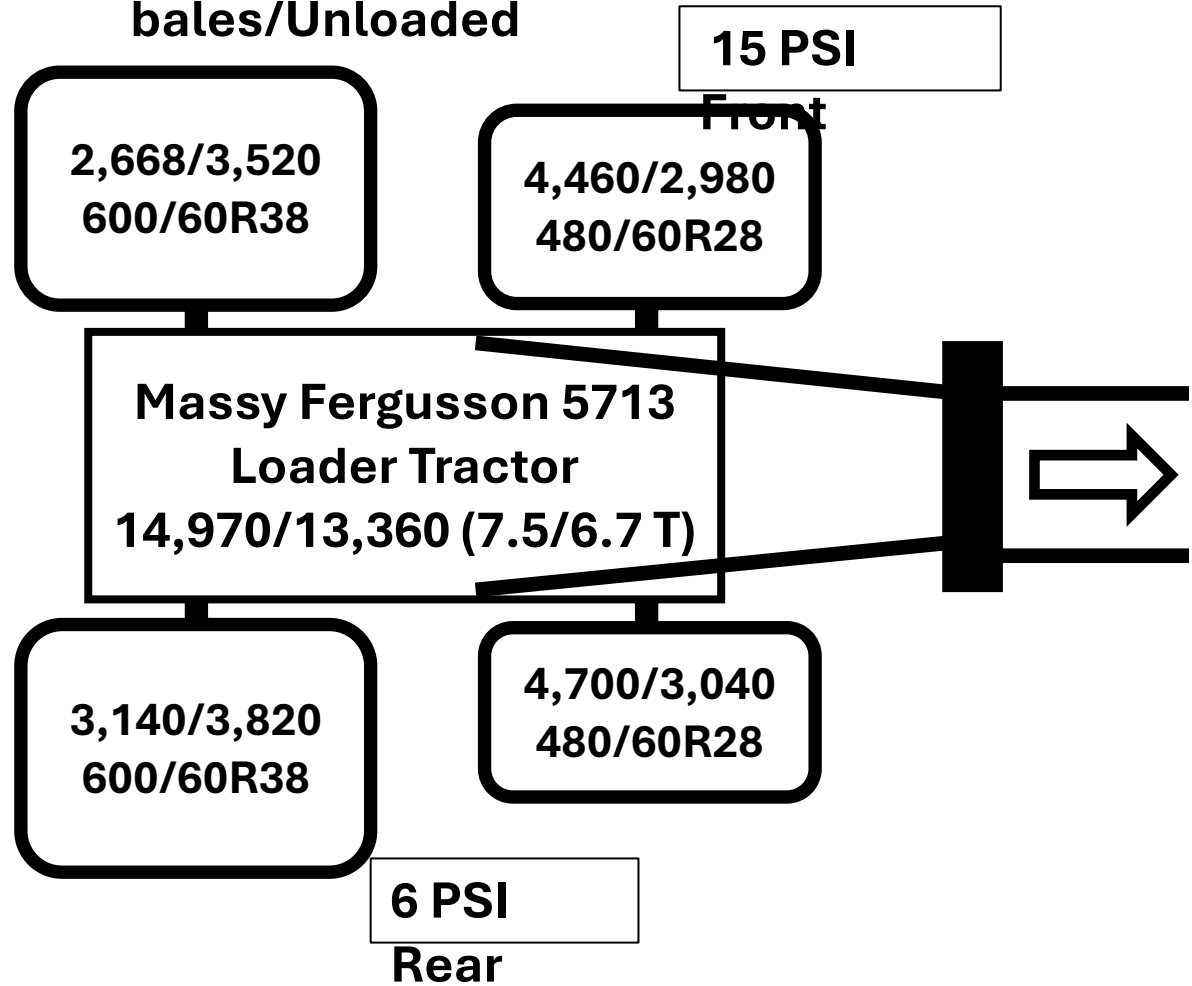 bales/Unloaded
15 PSI
Front
2,668/3,520
600/60R38
4,460/2,980
480/60R28
Massy Fergusson 5713
Loader Tractor
14,970/13,360 (7.5/6.7 T)
3,140/3,820
600/60R38
4,700/3,040
480/60R28
6 PSI
Rear